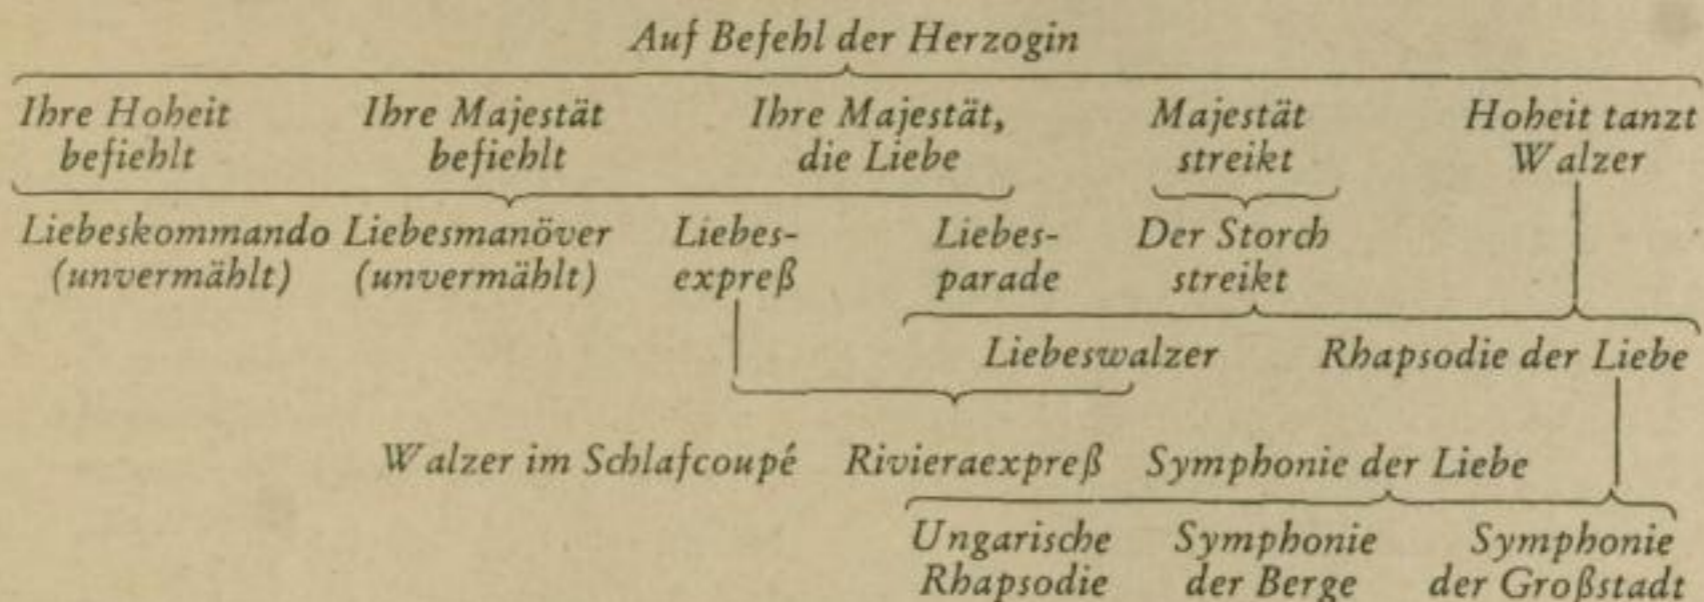 Auf Befehl der Herzogin
Ihre Hoheit Ihre Majestät Ihre Majestät, Majestät Hoheit tanzt
befiehlt befiehlt die Liebe streikt Walzer
Liebeskommando Liebesmanöver Liebes- Liebes- Der Storch
(unvermählt) (unvermählt) expreß parade streikt
Liebeswalzer Rhapsodie der Liebe
Walzer im Schlafcoupé Rivieraexpreß Symphonie der Liebe
Ungarische Symphonie Symphonie
Rhapsodie der Berge der Großstadt